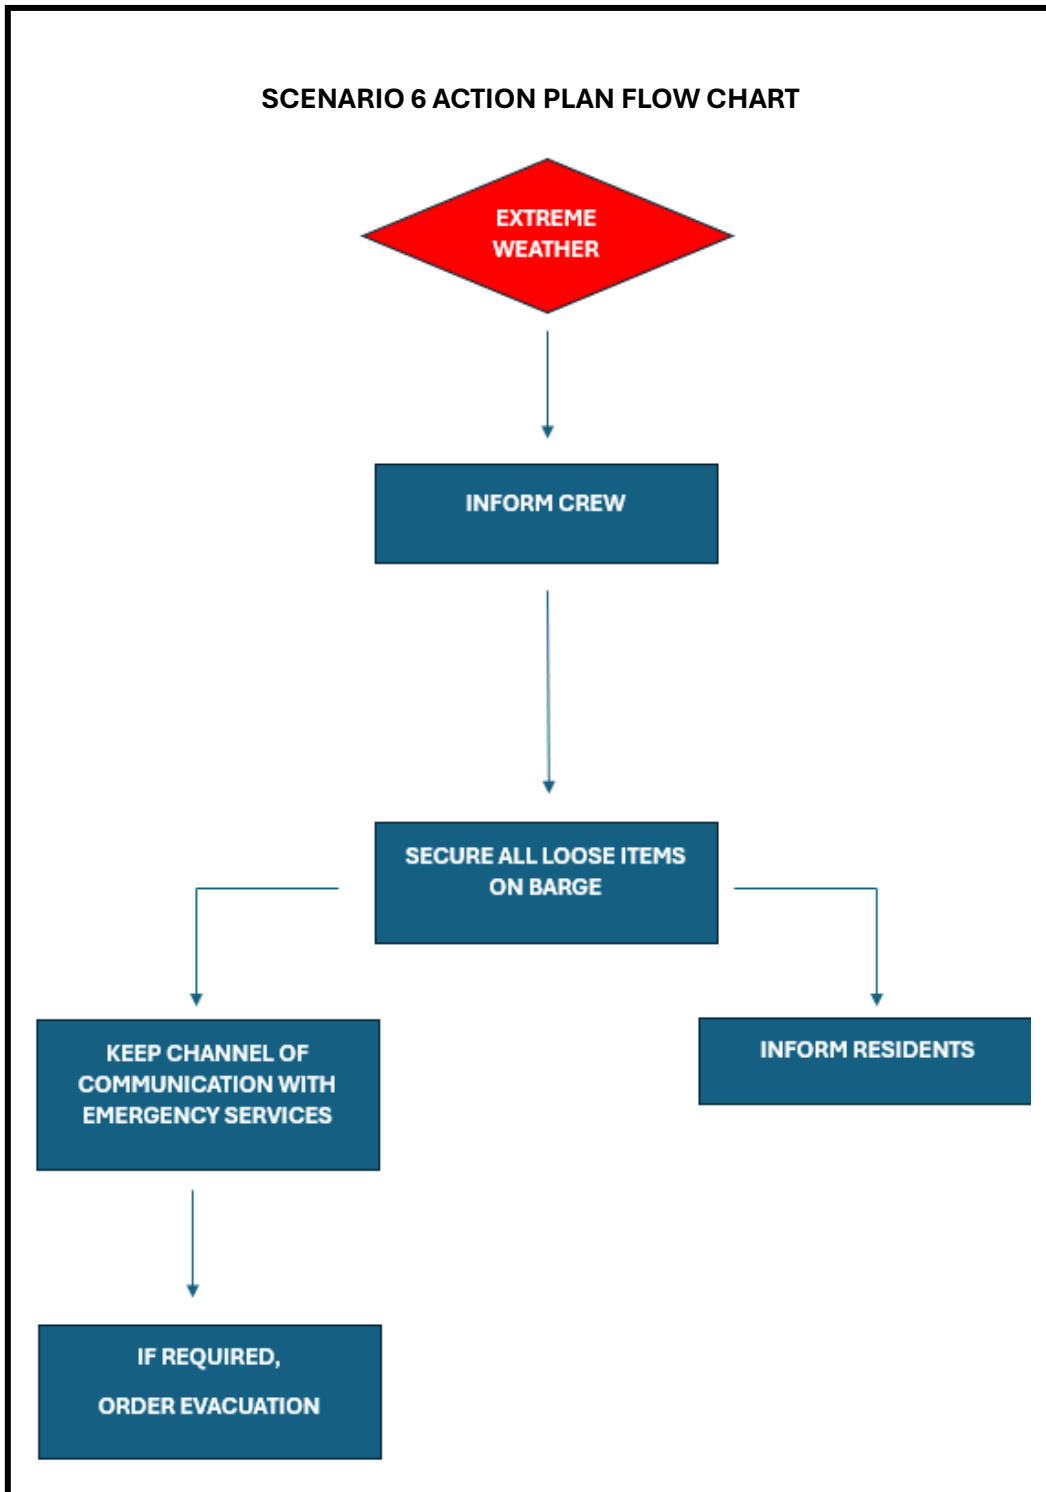 SCENARIO 6 ACTION PLAN FLOW CHART
EXTREME
WEATHER
INFORM CREW
SECURE ALL LOOSE ITEMS
ON BARGE
KEEP CHANNEL OF
COMMUNICATION WITH
EMERGENCY SERVICES
INFORM RESIDENTS
IF REQUIRED,
ORDER EVACUATION